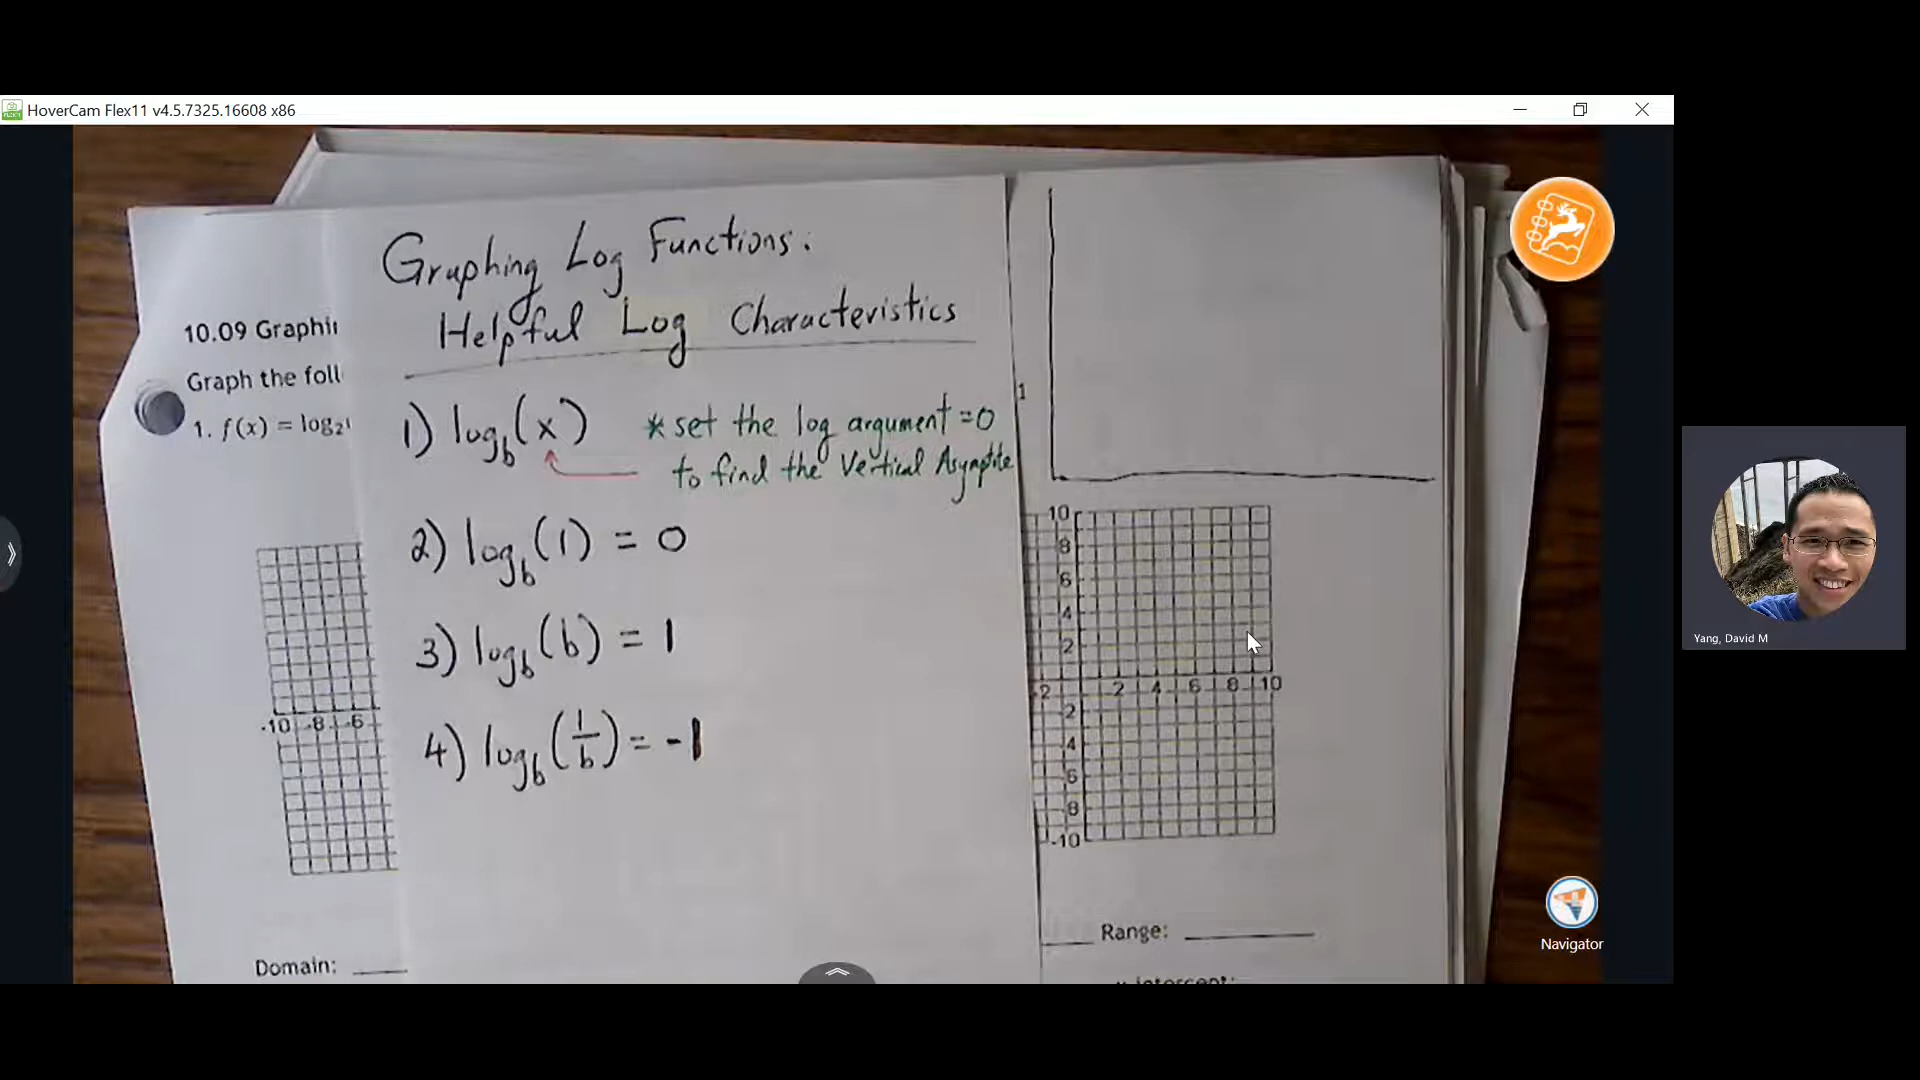 HoverCam Flex11 v4.5.7325.16608 x86
Graphing Log Functions:
Helpful Log Characteristics
10.09 Graphi
Graph the foll
1. f(x) = log₂
1) log_b(x) * set the log argument = 0
to find the Vertical Asymptote
2) log_b(1) = 0
3) log_b(b) = 1
4) log_b(1/b) = -1
-10 -8 -6
Domain:
1
10
8
6
4
2
-2 2 4 6 8 10
-2
-4
-6
-8
-10
Range:
x-intercept:
Yang, David M
Navigator